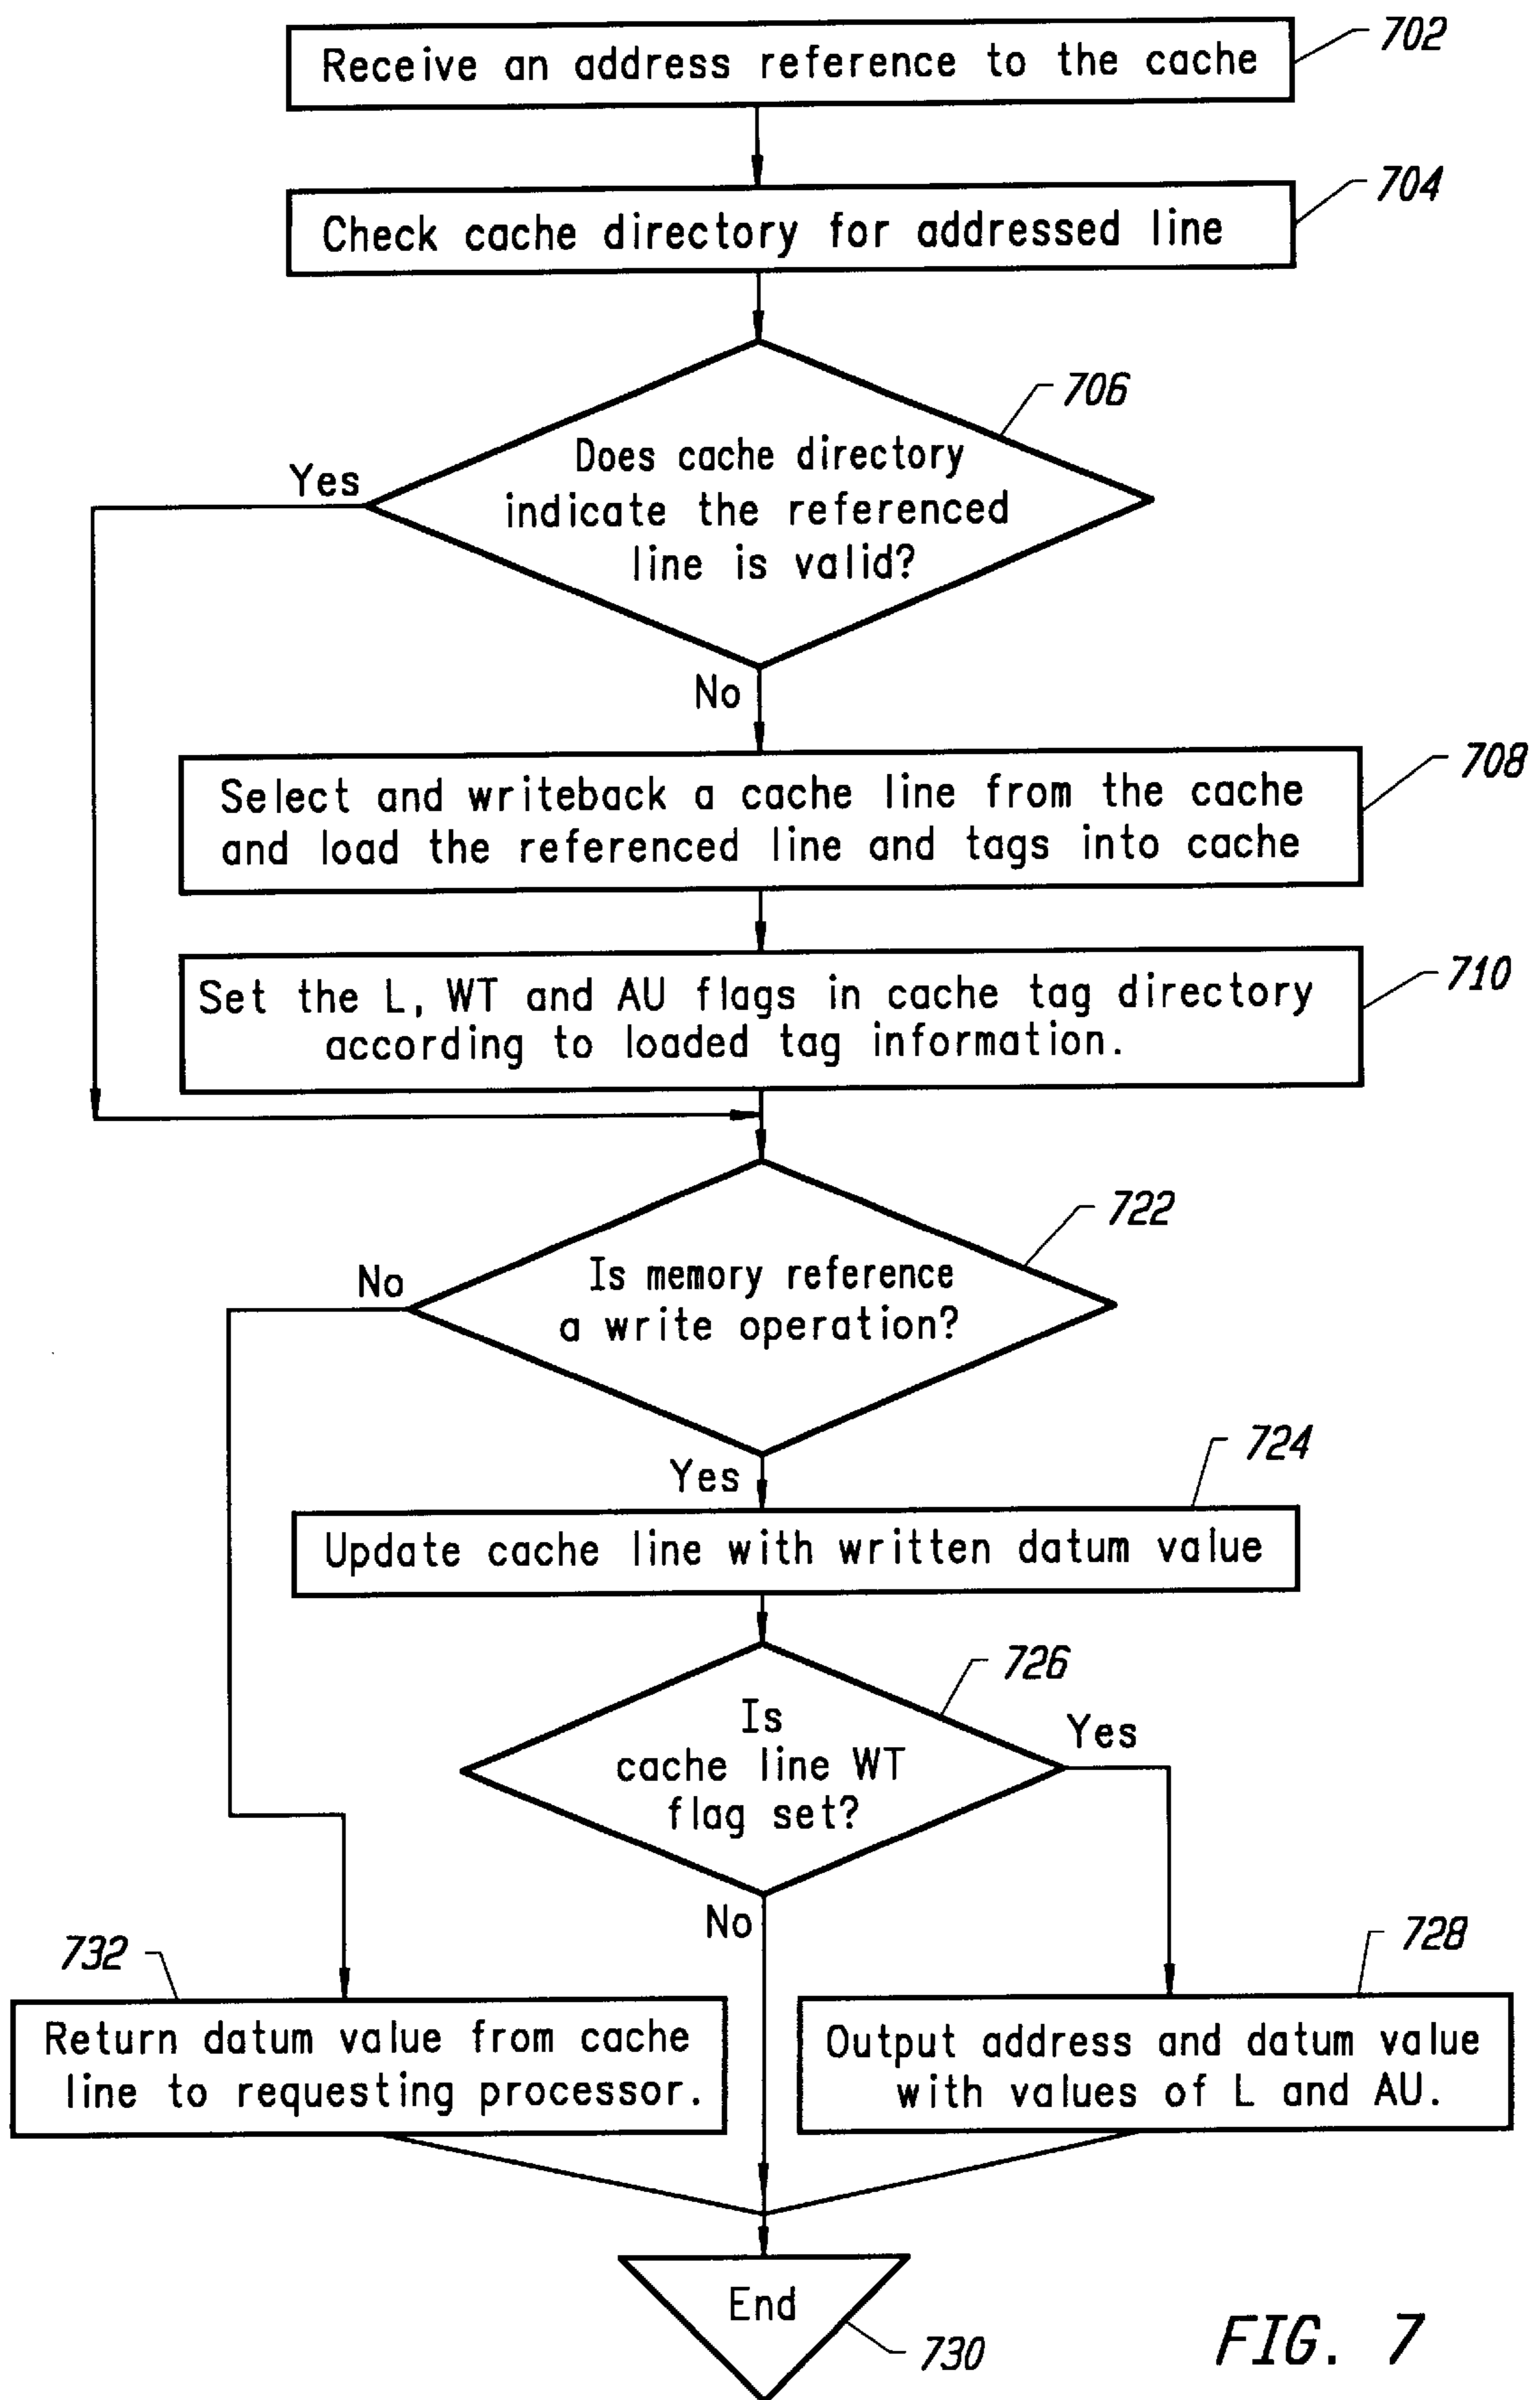 702
Receive an address reference to the cache
704
Check cache directory for addressed line
706
Does cache directory
indicate the referenced
line is valid?
Yes
No
708
Select and writeback a cache line from the cache
and load the referenced line and tags into cache
710
Set the L, WT and AU flags in cache tag directory
according to loaded tag information.
722
Is memory reference
a write operation?
No
Yes
724
Update cache line with written datum value
726
Is
cache line WT
flag set?
Yes
No
732
Return datum value from cache
line to requesting processor.
728
Output address and datum value
with values of L and AU.
End
730
FIG. 7